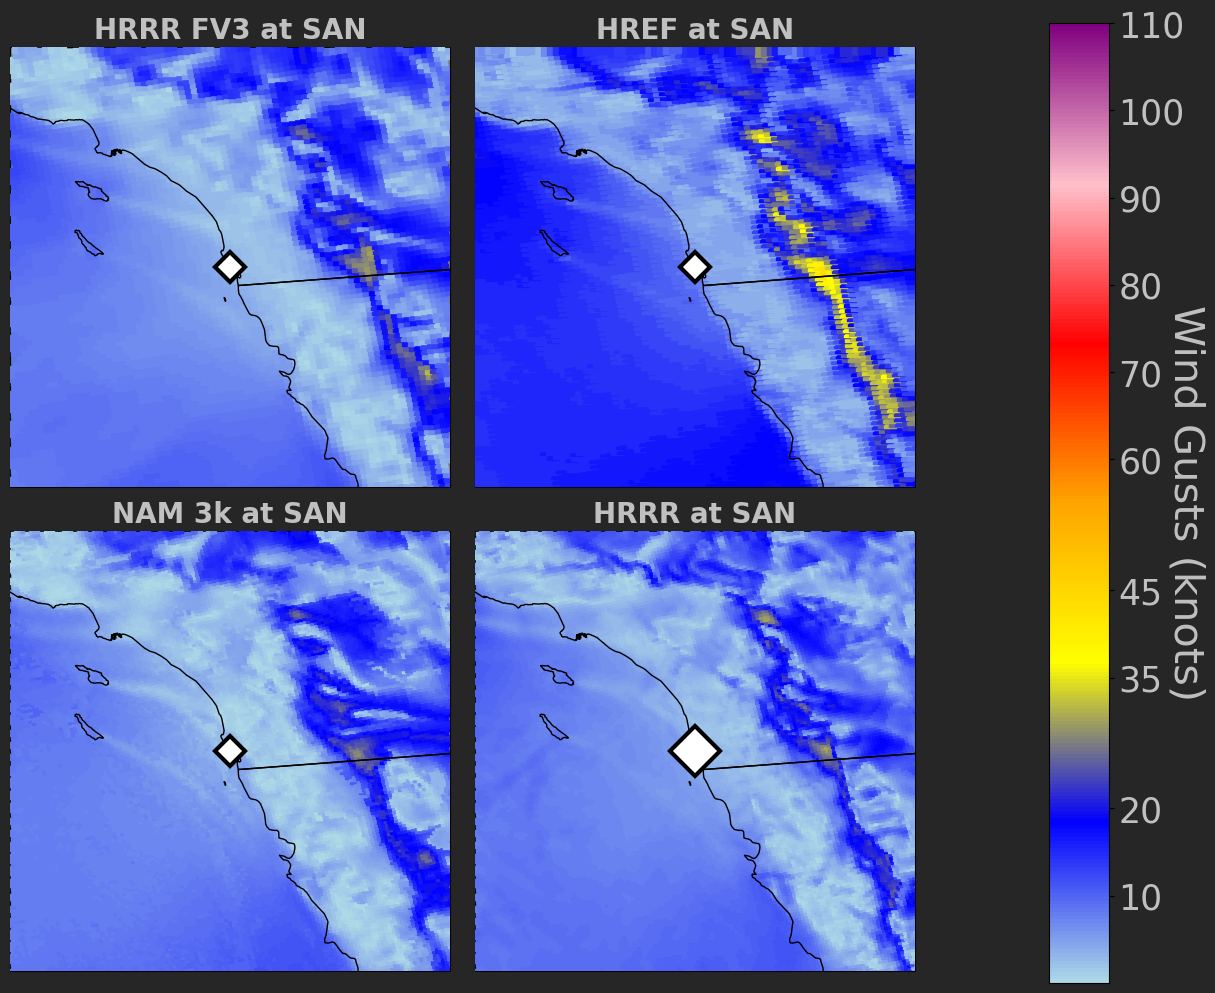 HRRR FV3 at SAN
HREF at SAN
NAM 3k at SAN
HRRR at SAN
110
100
90
80
70
60
45
35
20
10
Wind Gusts (knots)